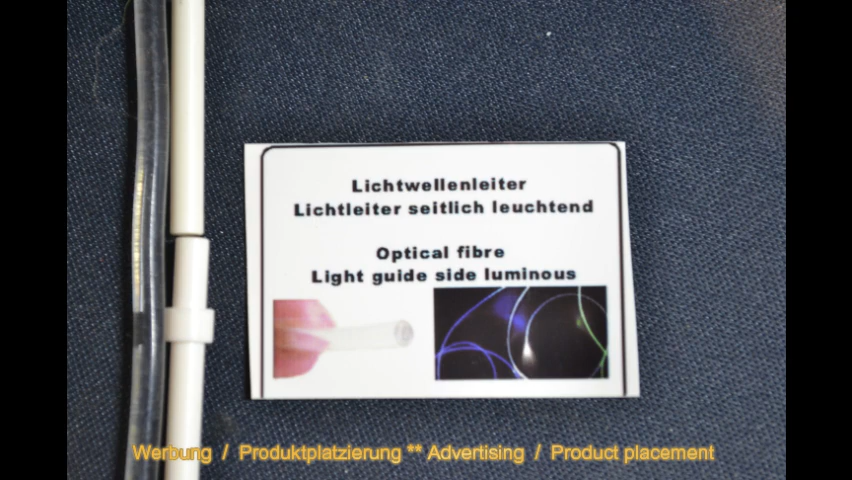 Lichtwellenleiter
Lichtleiter seitlich leuchtend
Optical fibre
Light guide side luminous
Werbung / Produktplatzierung ** Advertising / Product placement